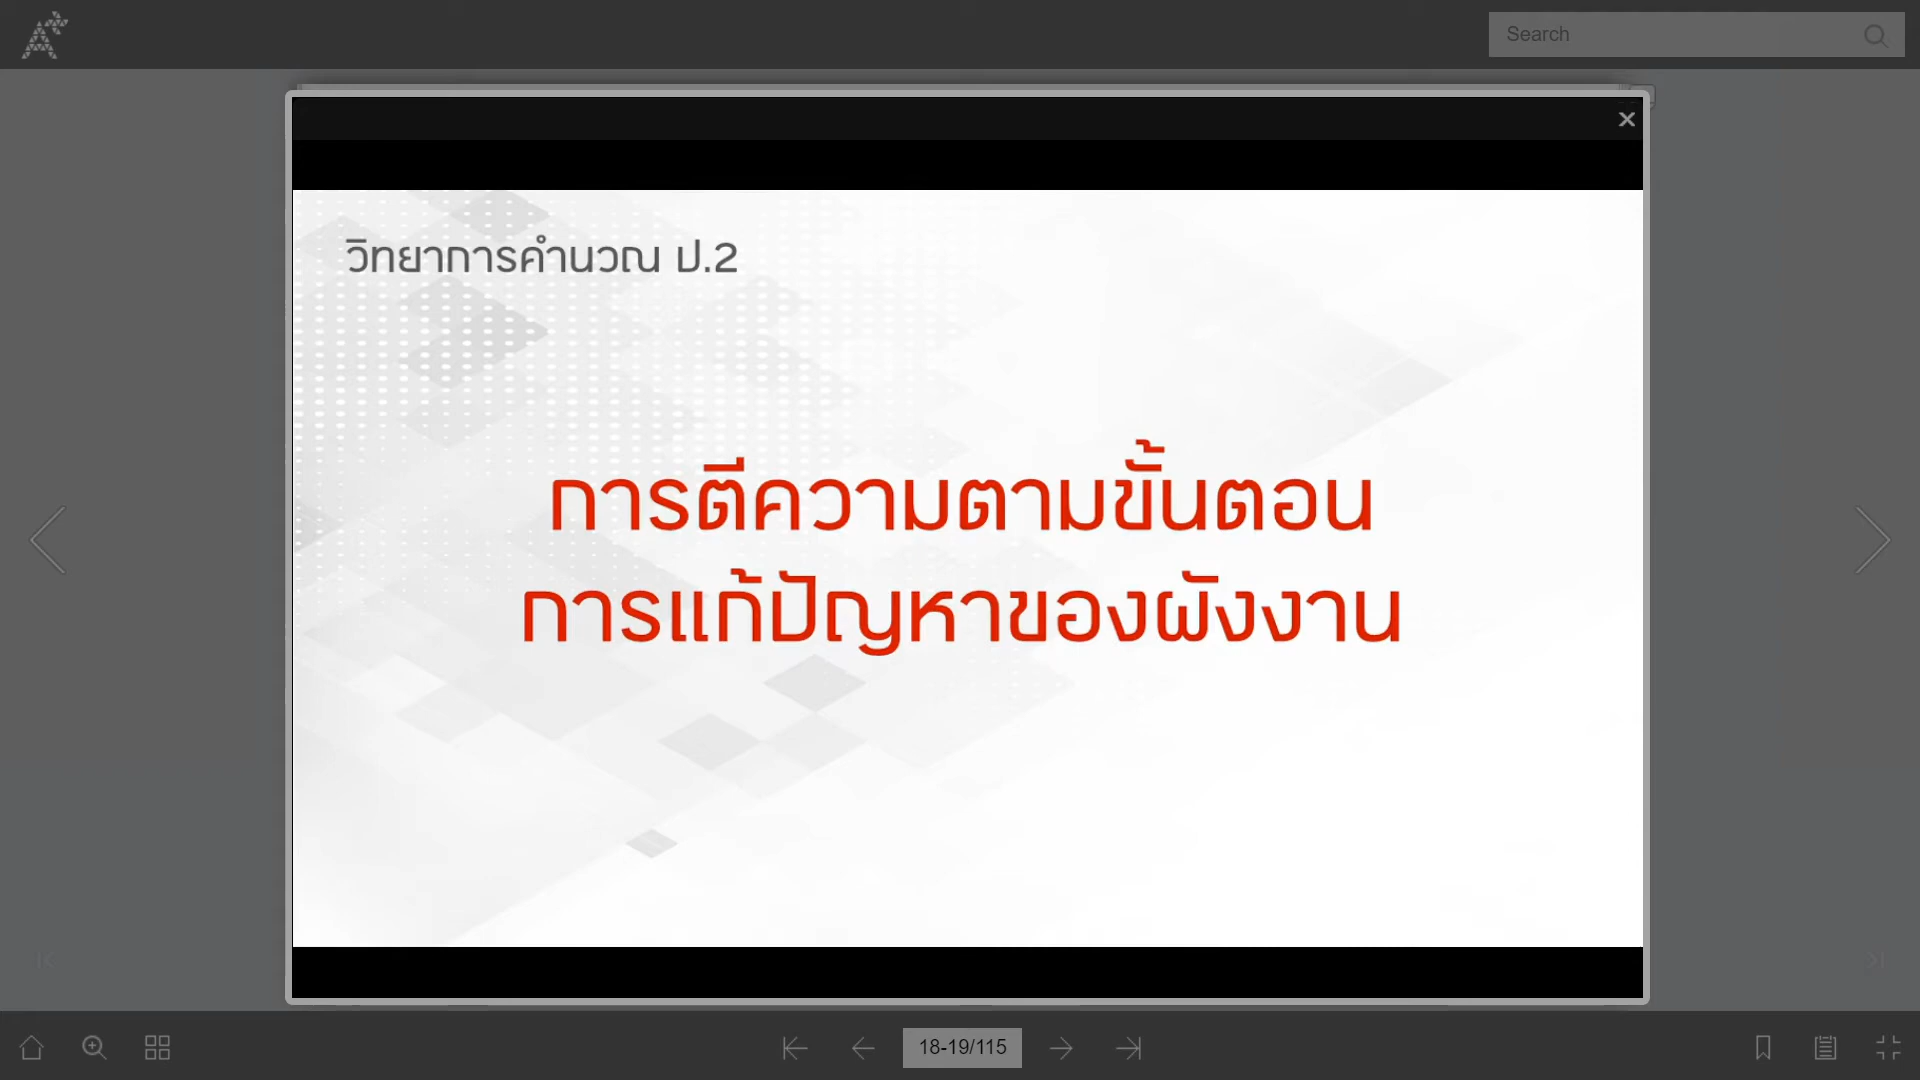 Search
วิทยาการคำนวณ ป.2
การตีความตามขั้นตอน
การแก้ปัญหาของผังงาน
18-19/115